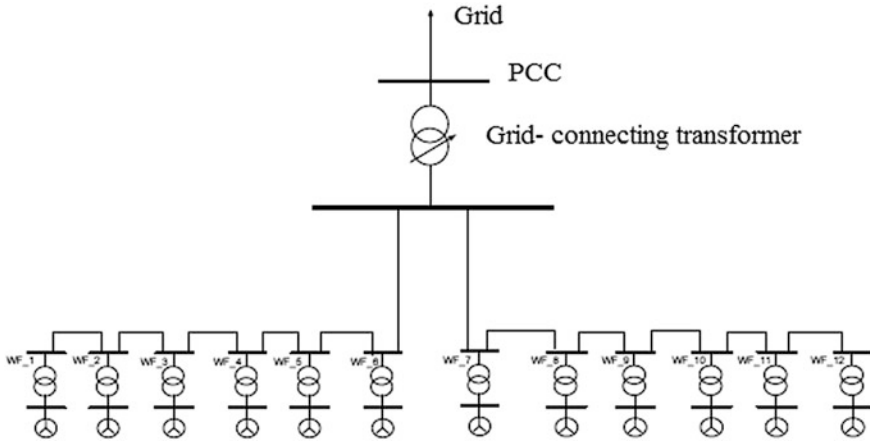 Grid
PCC
Grid- connecting transformer
WF_1 WF_2 WF_3 WF_4 WF_5 WF_6 WF_7 WF_8 WF_9 WF_10 WF_11 WF_12